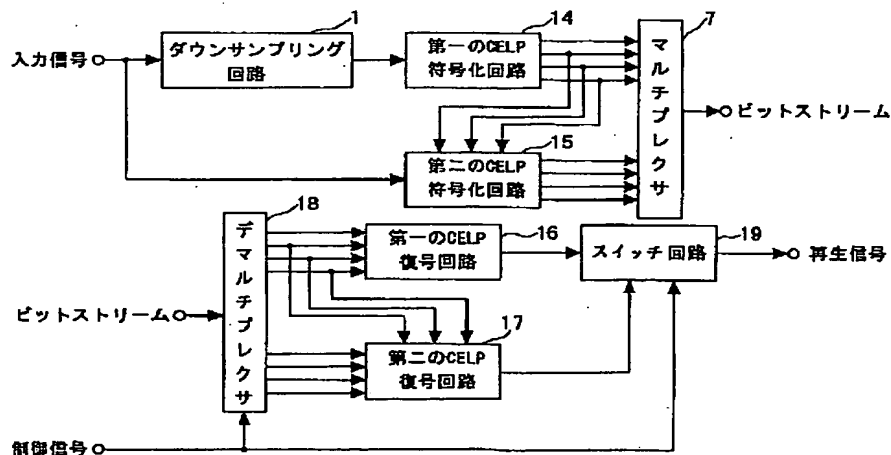 1
14
7
入力信号
ダウンサンプリング
回路
第一のCELP
符号化回路
マルチプレクサ
ビットストリーム
15
第二のCELP
符号化回路
18
デマルチプレクサ
第一のCELP
復号回路
16
スイッチ回路
19
再生信号
ビットストリーム
17
第二のCELP
復号回路
制御信号